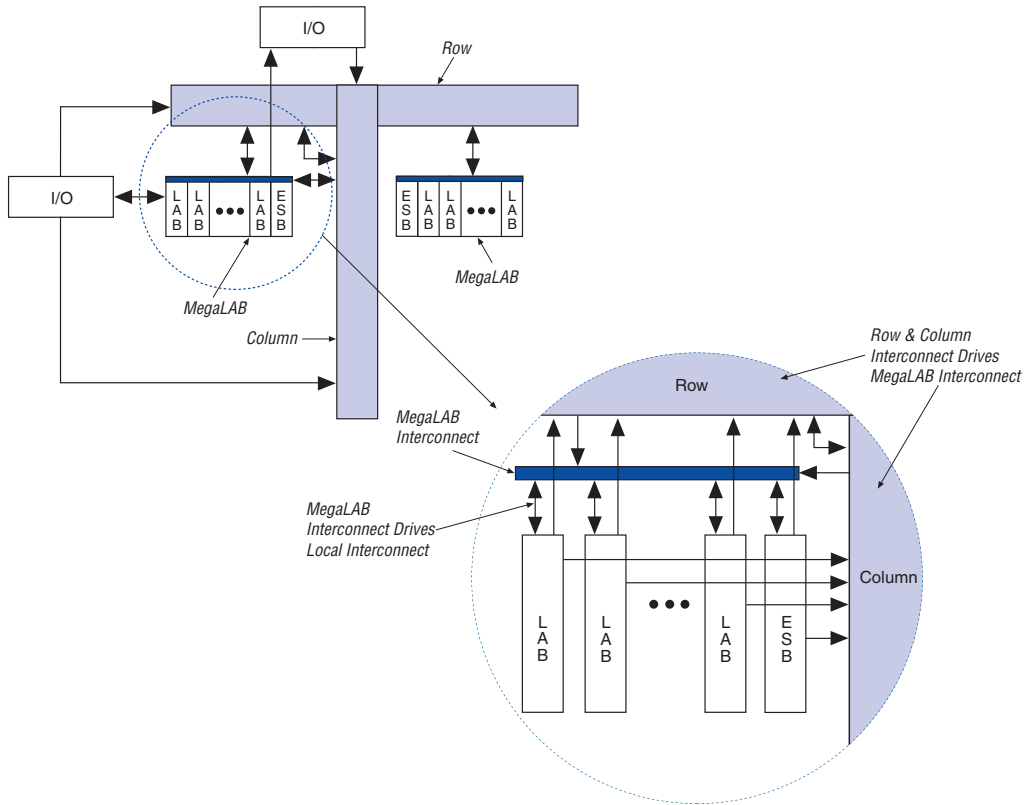 I/O
Row
I/O
L
A
B
L
A
B
L
A
B
E
S
B
E
S
B
L
A
B
L
A
B
L
A
B
MegaLAB
MegaLAB
Column
Row & Column
Interconnect Drives
MegaLAB Interconnect
Row
MegaLAB
Interconnect
MegaLAB
Interconnect Drives
Local Interconnect
Column
L
A
B
L
A
B
L
A
B
E
S
B